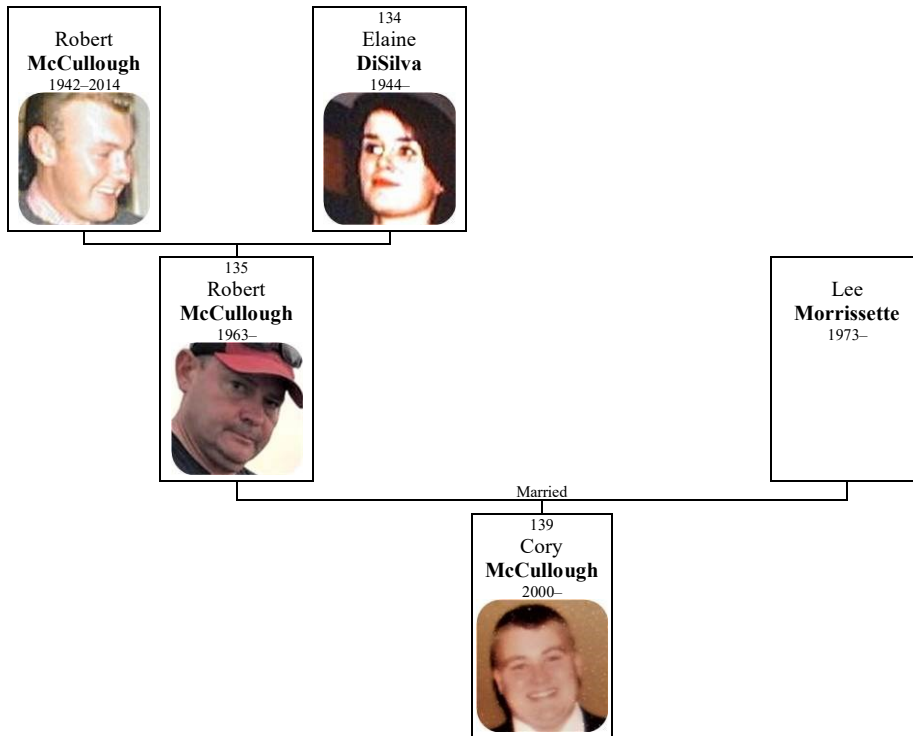 Robert
McCullough
1942–2014
134
Elaine
DiSilva
1944–
135
Robert
McCullough
1963–
Lee
Morrissette
1973–
Married
139
Cory
McCullough
2000–